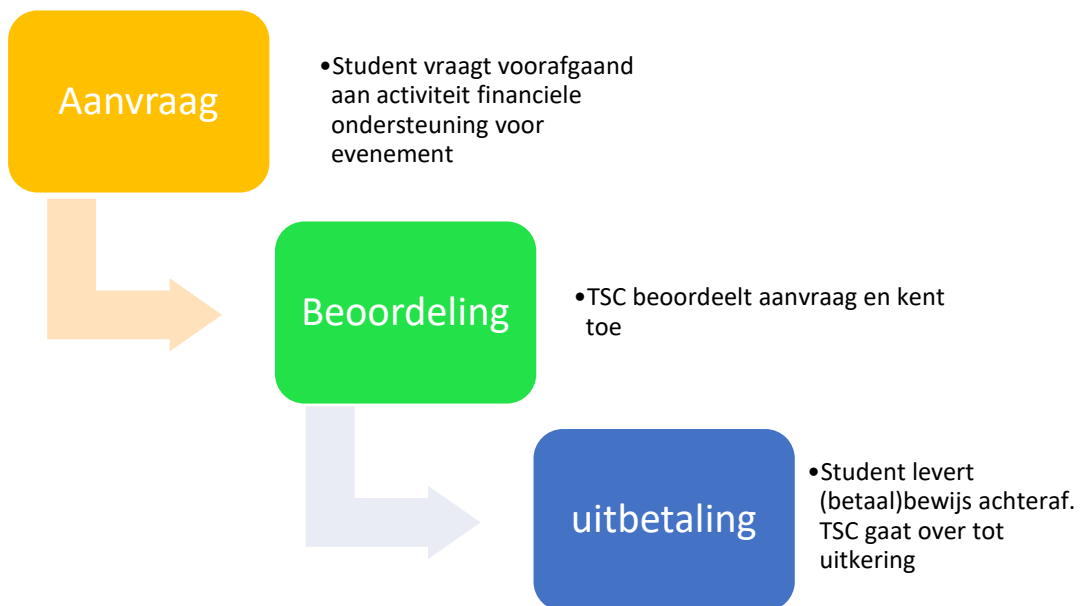 Aanvraag
•Student vraagt voorafgaand
aan activiteit financiele
ondersteuning voor
evenement
Beoordeling
•TSC beoordeelt aanvraag en kent
toe
uitbetaling
•Student levert
(betaal)bewijs achteraf.
TSC gaat over tot
uitkering